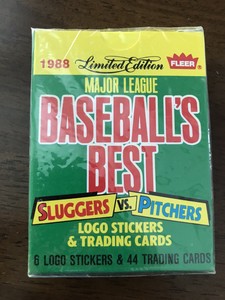 1988 Limited Edition FLEER®
MAJOR LEAGUE
BASEBALL'S
BEST
SLUGGERS VS. PITCHERS
LOGO STICKERS
& TRADING CARDS
6 LOGO STICKERS & 44 TRADING CARDS